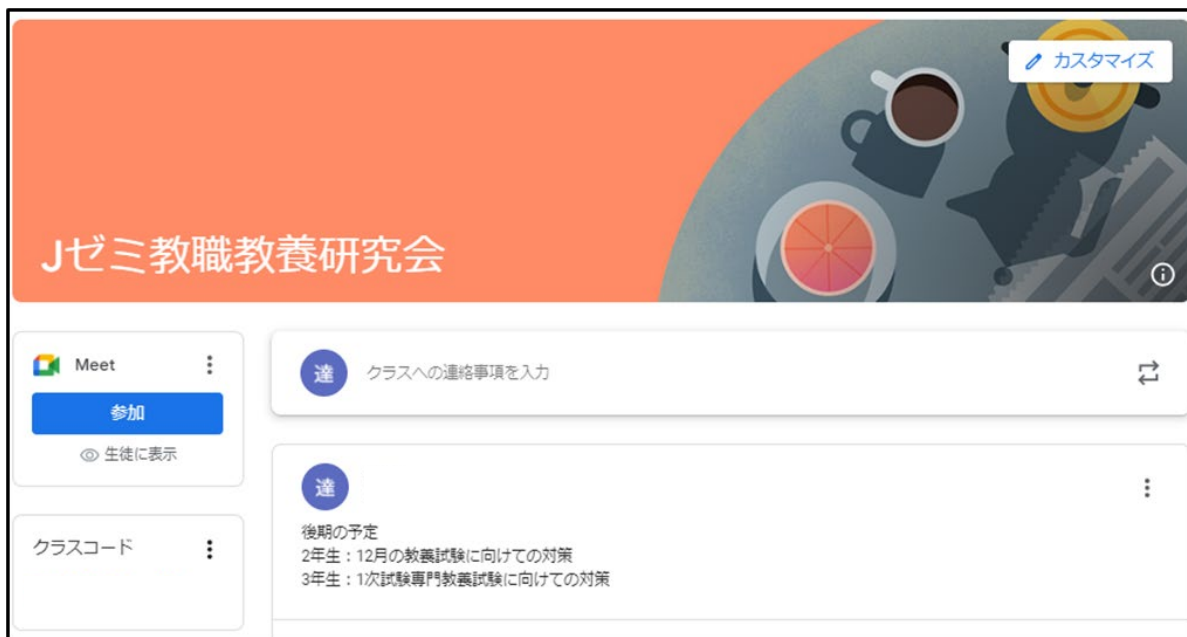 カスタマイズ
Jゼミ教職教養研究会
Meet
参加
生徒に表示
クラスコード
達
クラスへの連絡事項を入力
達
後期の予定
2年生：12月の教義試験に向けての対策
3年生：1次試験専門教義試験に向けての対策